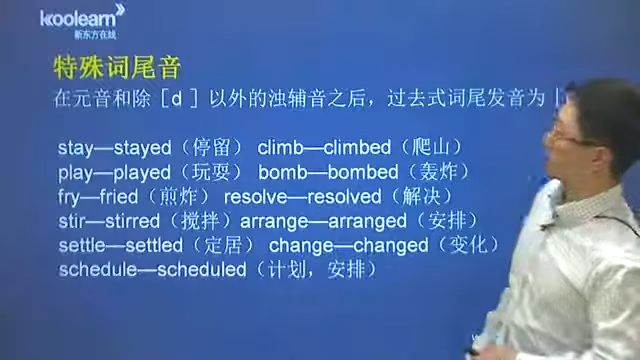 koolearn
新东方在线
特殊词尾音
在元音和除［d ］以外的浊辅音之后，过去式词尾发音为
stay—stayed（停留） climb—climbed（爬山）
play—played（玩耍） bomb—bombed（轰炸）
fry—fried（煎炸） resolve—resolved（解决）
stir—stirred（搅拌）arrange—arranged（安排）
settle—settled（定居） change—changed（变化）
schedule—scheduled（计划，安排）